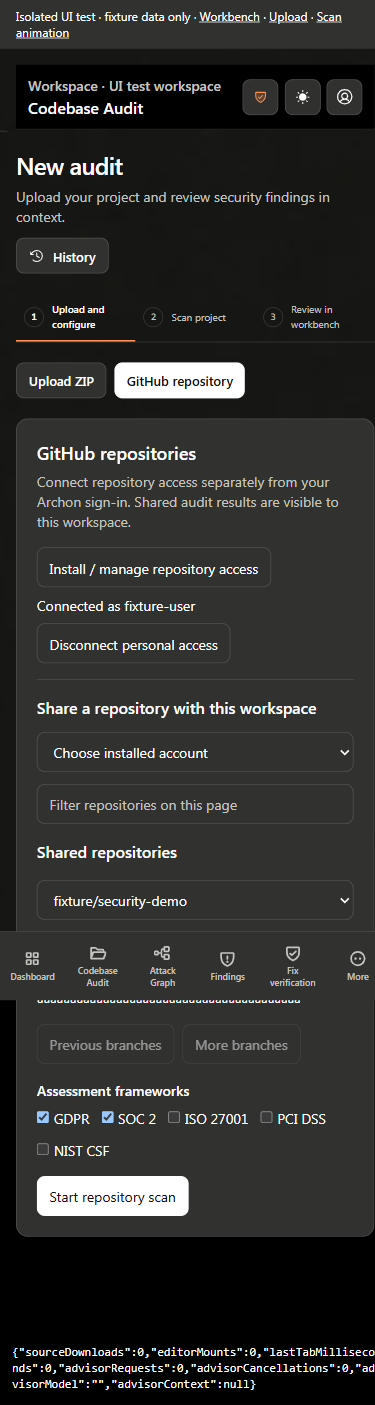 Isolated UI test · fixture data only · Workbench · Upload · Scan
animation
Workspace · UI test workspace
Codebase Audit
New audit
Upload your project and review security findings in
context.
History
1 Upload and
configure
2 Scan project
3 Review in
workbench
Upload ZIP
GitHub repository
GitHub repositories
Connect repository access separately from your
Archon sign-in. Shared audit results are visible to
this workspace.
Install / manage repository access
Connected as fixture-user
Disconnect personal access
Share a repository with this workspace
Choose installed account
Filter repositories on this page
Shared repositories
fixture/security-demo
Dashboard
Codebase
Audit
Attack
Graph
Findings
Fix
verification
More
Previous branches
More branches
Assessment frameworks
GDPR SOC 2 ISO 27001 PCI DSS
NIST CSF
Start repository scan
{"sourceDownloads":0,"editorMounts":0,"lastTabMilliseco
nds":0,"advisorRequests":0,"advisorCancellations":0,"ad
visorModel":"","advisorContext":null}